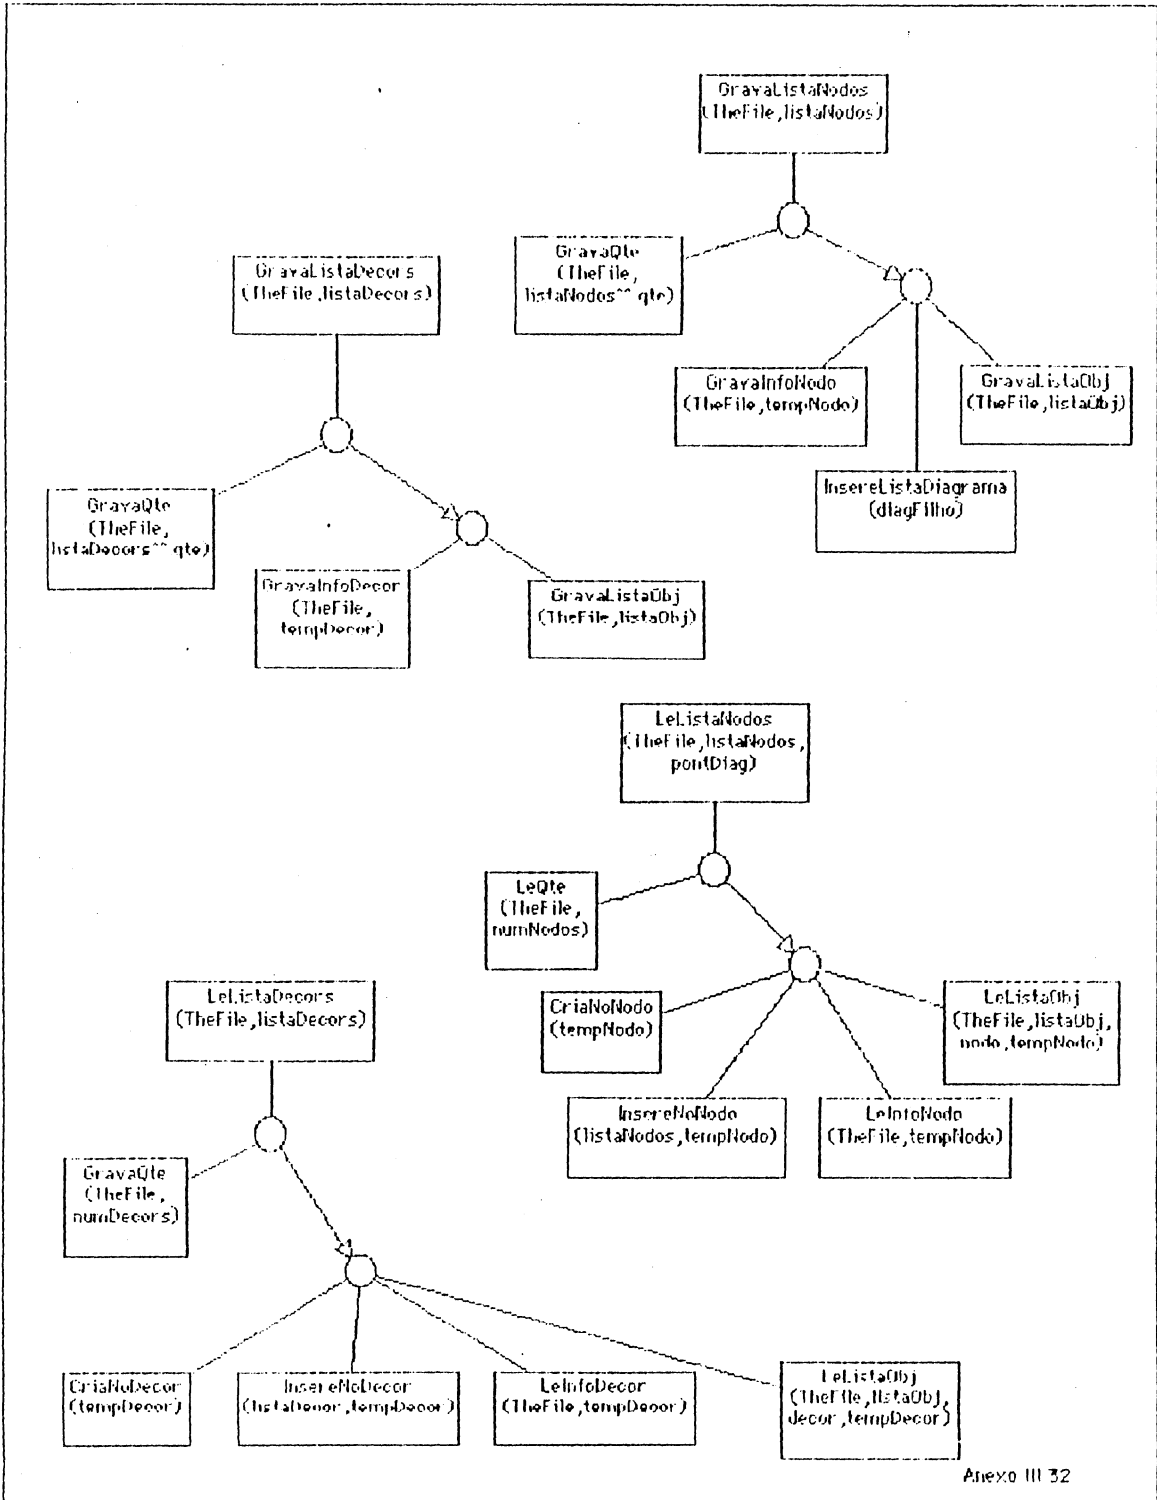 GravaListaNodos
(TheFile,listaNodos)
GravaQte
(TheFile,
listaNodos^^ qte)
GravaInfoNodo
(TheFile,tempNodo)
GravaListaObj
(TheFile,listaObj)
InsereListaDiagrama
(diagFilho)
GravaListaDecors
(TheFile,listaDecors)
GravaQte
(TheFile,
listaDecors^^ qte)
GravaInfoDecor
(TheFile,
tempDecor)
GravaListaObj
(TheFile,listaObj)
LeListaNodos
(TheFile,listaNodos,
pontDiag)
LeQte
(TheFile,
numNodos)
CriaNoNodo
(tempNodo)
InsereNoNodo
(listaNodos,tempNodo)
LeInfoNodo
(TheFile,tempNodo)
LeListaObj
(TheFile,listaObj,
nodo,tempNodo)
LeListaDecors
(TheFile,listaDecors)
GravaQte
(TheFile,
numDecors)
CriaNoDecor
(tempDecor)
InsereNoDecor
(listaDecor,tempDecor)
LeInfoDecor
(TheFile,tempDecor)
LeListaObj
(TheFile,listaObj,
decor,tempDecor)
Anexo III 32